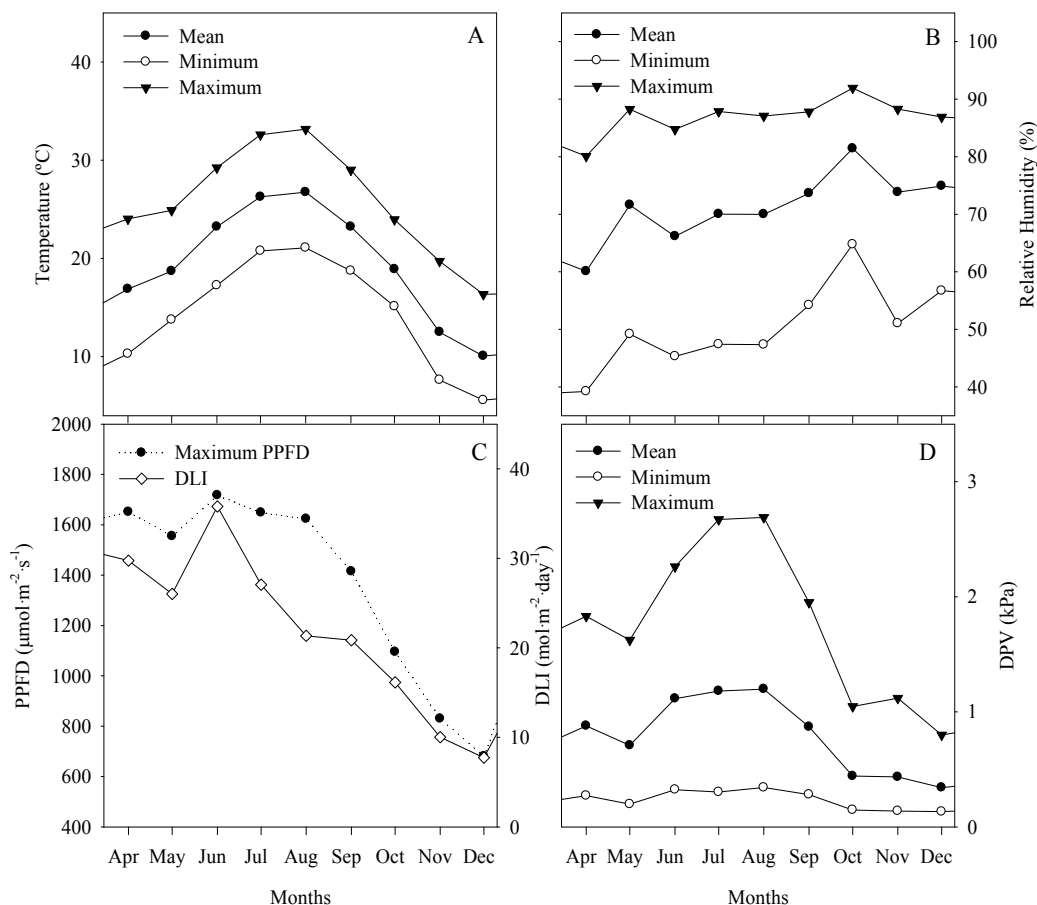 A
Mean
Minimum
Maximum
40
30
20
10
Temperature (ºC)
B
Mean
Minimum
Maximum
100
90
80
70
60
50
40
Relative Humidity (%)
C
Maximum PPFD
DLI
2000
1800
1600
1400
1200
1000
800
600
400
PPFD (μmol·m⁻²·s⁻¹)
40
30
20
10
0
DLI (mol·m⁻²·day⁻¹)
Apr May Jun Jul Aug Sep Oct Nov Dec
Months
D
Mean
Minimum
Maximum
3
2
1
0
DPV (kPa)
Apr May Jun Jul Aug Sep Oct Nov Dec
Months